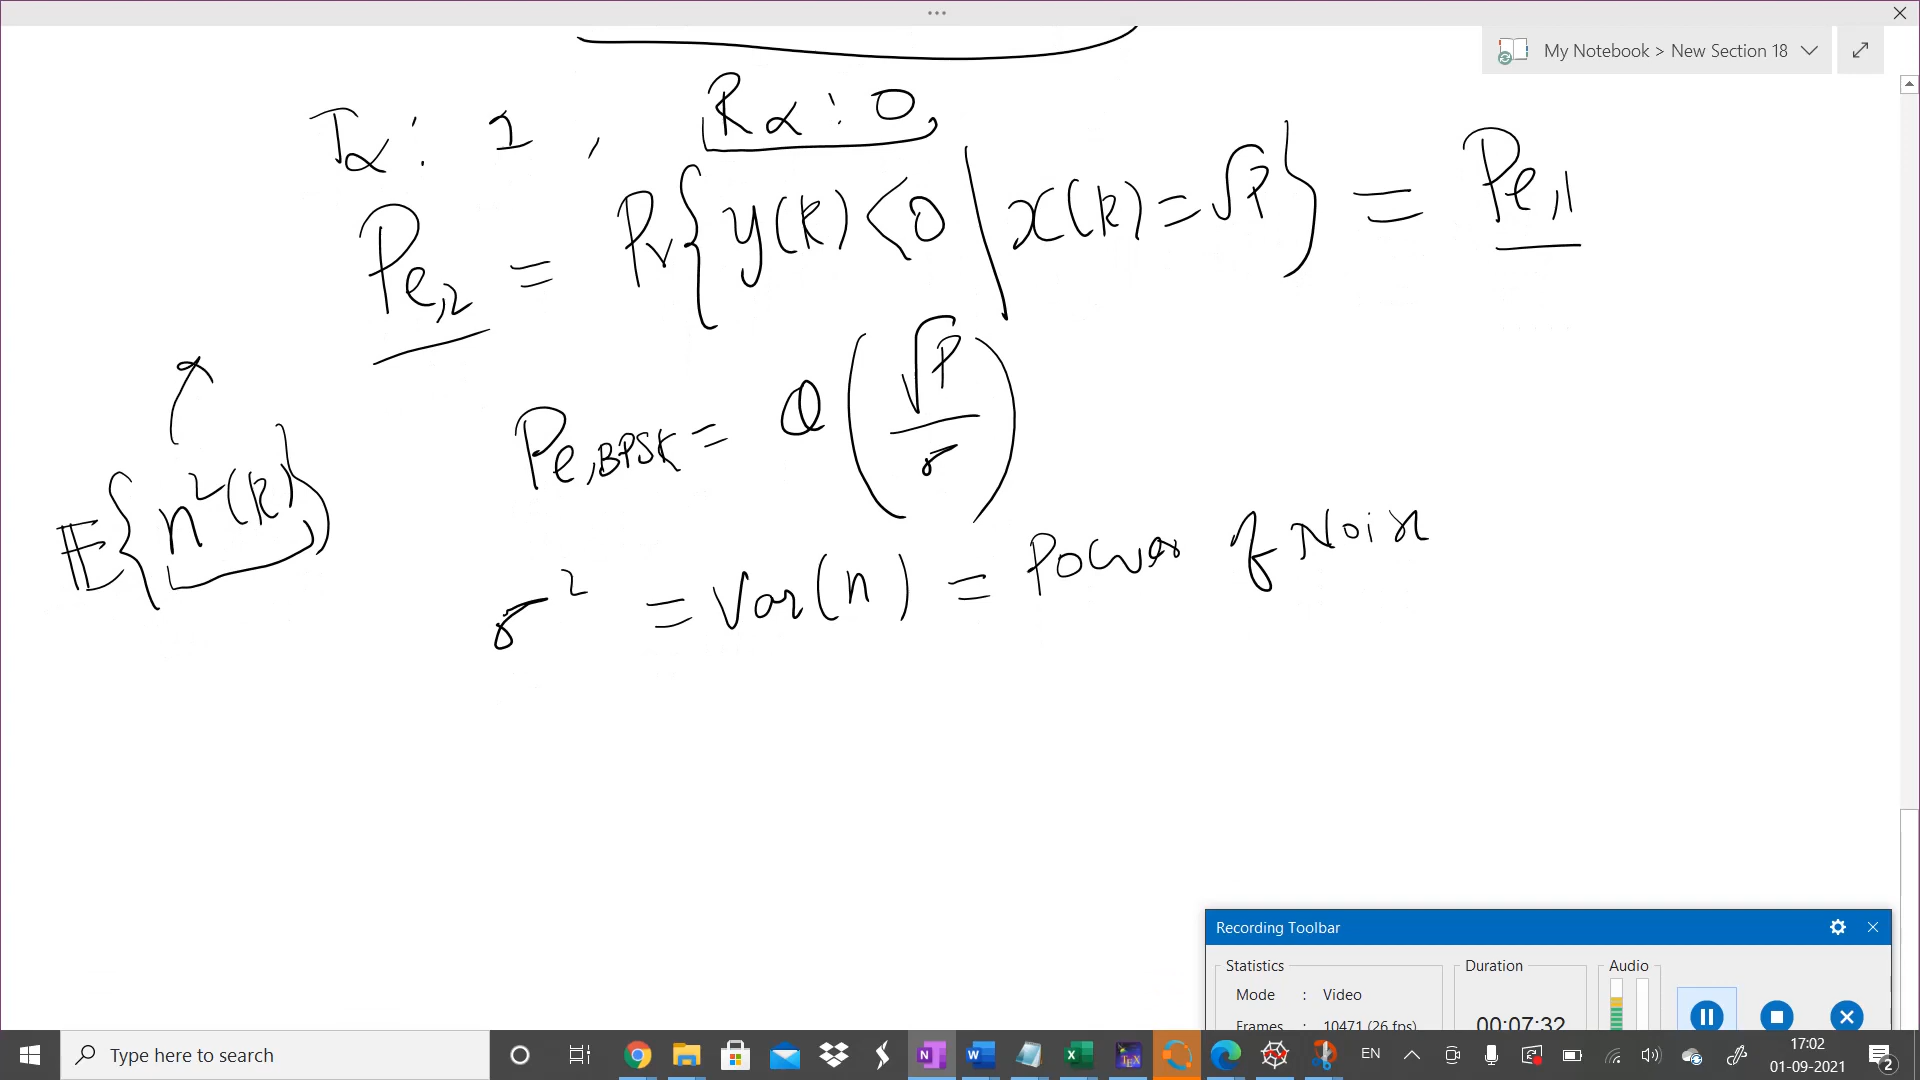 My Notebook > New Section 18
Tx : 1 , Rx : 0
Pe,2 = Pr{ y(k) < 0 | x(k) = √P } = Pe,1
Pe,BPSK = Q( √P / σ )
E{ n²(k) }
σ² = Var(n) = Power of Noise
Recording Toolbar
Statistics
Duration
Audio
Mode : Video
Frames : 10471 (26 fps)
00:07:32
Type here to search
EN
17:02
01-09-2021
2